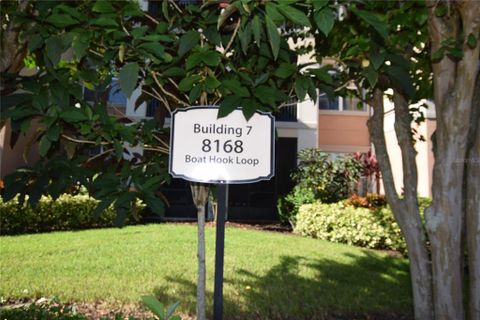 Building 7
8168
Boat Hook Loop